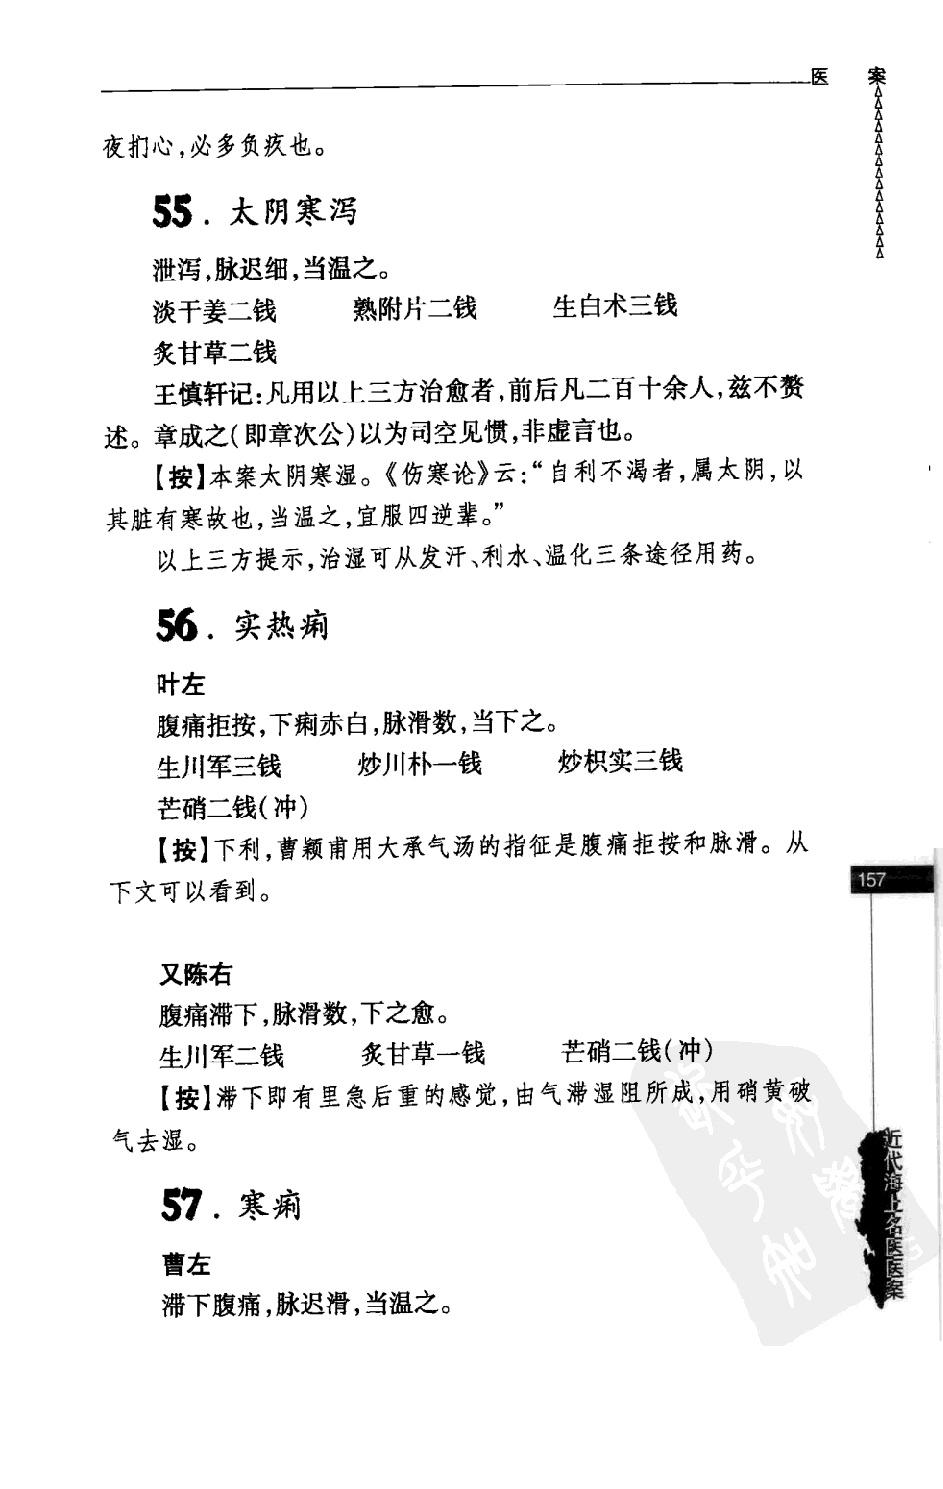 医 案
夜扪心,必多负疚也。
55. 太阴寒泻
泄泻,脉迟细,当温之。
淡干姜二钱 熟附片二钱 生白术三钱
炙甘草二钱
王慎轩记:凡用以上三方治愈者,前后凡二百十余人,兹不赘
述。章成之(即章次公)以为司空见惯,非虚言也。
【按】本案太阴寒湿。《伤寒论》云:“自利不渴者,属太阴,以
其脏有寒故也,当温之,宜服四逆辈。”
以上三方提示,治湿可从发汗、利水、温化三条途径用药。
56. 实热痢
叶左
腹痛拒按,下痢赤白,脉滑数,当下之。
生川军三钱 炒川朴一钱 炒枳实三钱
芒硝二钱(冲)
【按】下利,曹颖甫用大承气汤的指征是腹痛拒按和脉滑。从
下文可以看到。
157
又陈右
腹痛滞下,脉滑数,下之愈。
生川军二钱 炙甘草一钱 芒硝二钱(冲)
【按】滞下即有里急后重的感觉,由气滞湿阻所成,用硝黄破
气去湿。
57. 寒痢
曹左
滞下腹痛,脉迟滑,当温之。
近代海上名医医案